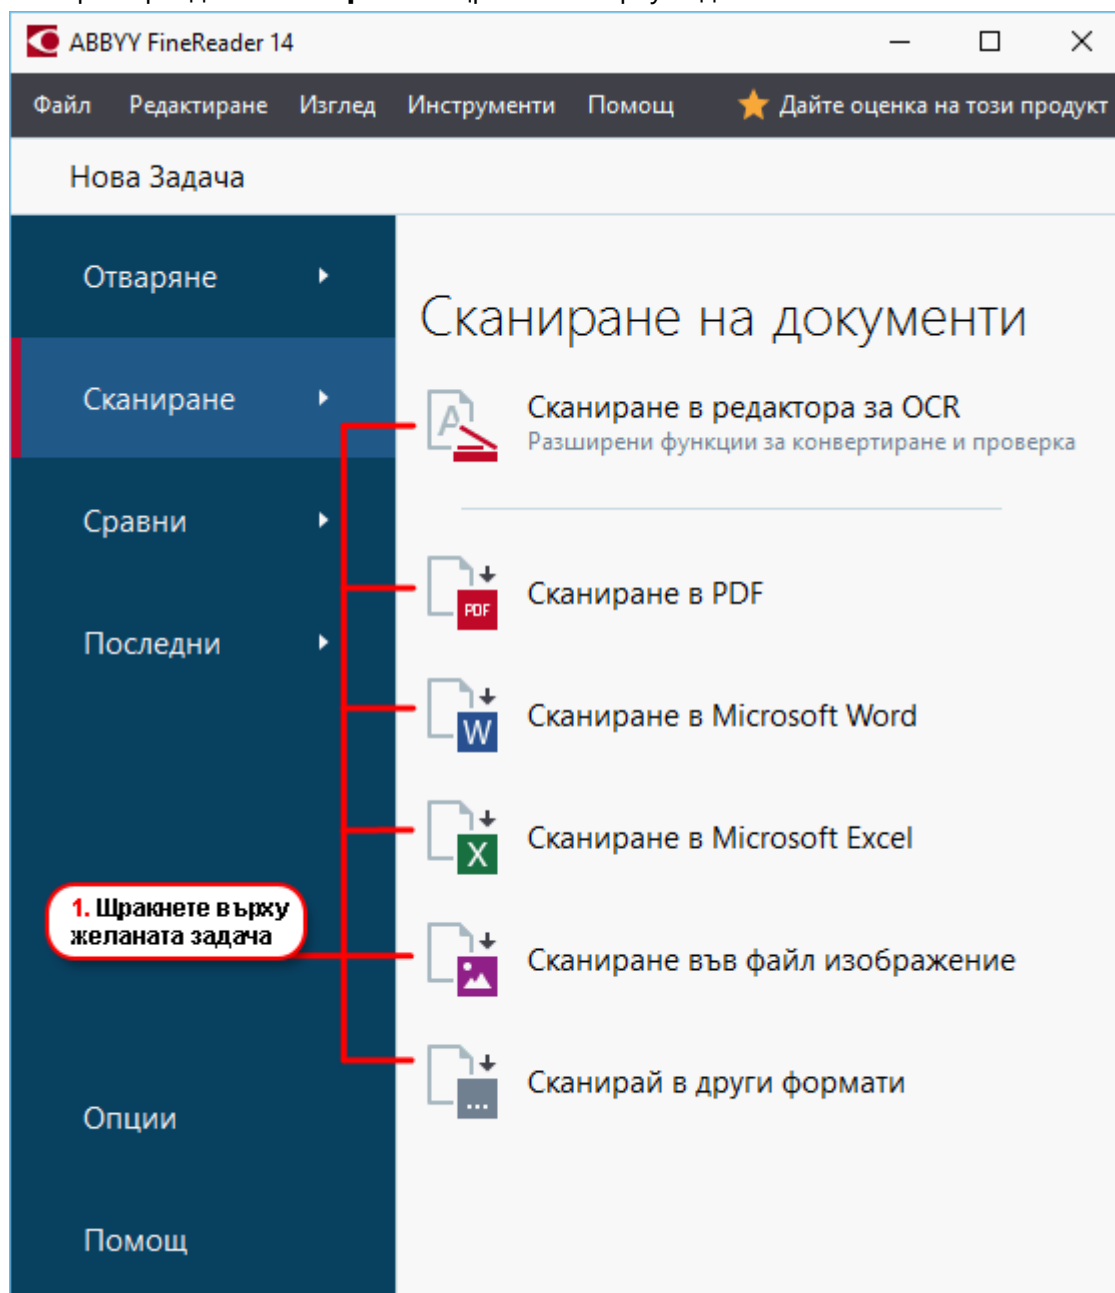 ABBYY FineReader 14
Файл Редактиране Изглед Инструменти Помощ Дайте оценка на този продукт
Нова Задача
Отваряне
Сканиране
Сравни
Последни
1. Щракнете върху
желаната задача
Опции
Помощ
Сканиране на документи
A
Сканиране в редактора за OCR
Разширени функции за конвертиране и проверка
PDF
Сканиране в PDF
W
Сканиране в Microsoft Word
X
Сканиране в Microsoft Excel
Сканиране във файл изображение
...
Сканирай в други формати